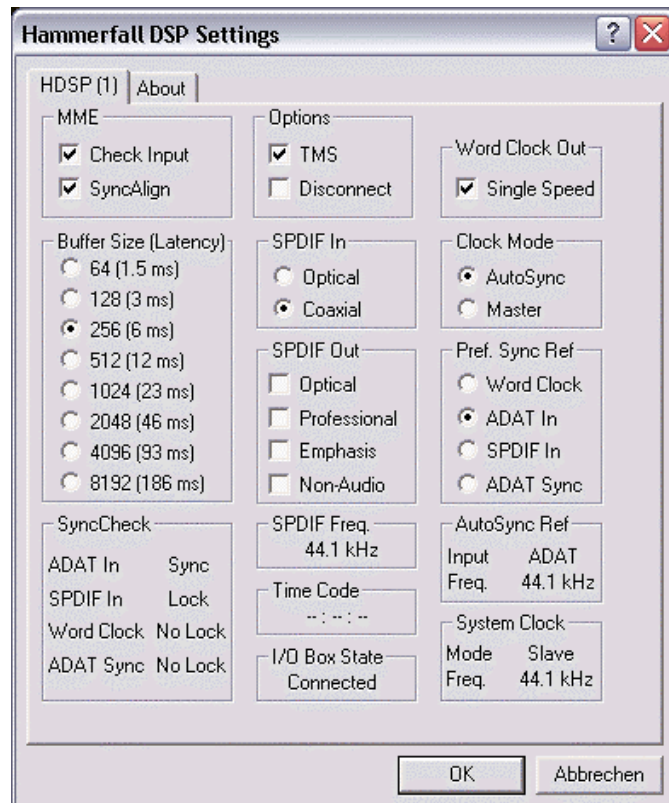 Hammerfall DSP Settings
HDSP (1)
About
MME
Check Input
SyncAlign
Options
TMS
Disconnect
Word Clock Out
Single Speed
Buffer Size (Latency)
64 (1.5 ms)
128 (3 ms)
256 (6 ms)
512 (12 ms)
1024 (23 ms)
2048 (46 ms)
4096 (93 ms)
8192 (186 ms)
SPDIF In
Optical
Coaxial
Clock Mode
AutoSync
Master
SPDIF Out
Optical
Professional
Emphasis
Non-Audio
Pref. Sync Ref
Word Clock
ADAT In
SPDIF In
ADAT Sync
SyncCheck
ADAT In Sync
SPDIF In Lock
Word Clock No Lock
ADAT Sync No Lock
SPDIF Freq.
44.1 kHz
Time Code
-- : -- : --
I/O Box State
Connected
AutoSync Ref
Input ADAT
Freq. 44.1 kHz
System Clock
Mode Slave
Freq. 44.1 kHz
OK
Abbrechen